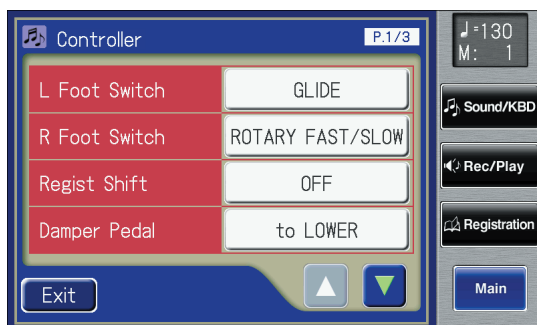 Controller P.1/3
L Foot Switch GLIDE
R Foot Switch ROTARY FAST/SLOW
Regist Shift OFF
Damper Pedal to LOWER
Exit
♩=130
M: 1
Sound/KBD
Rec/Play
Registration
Main